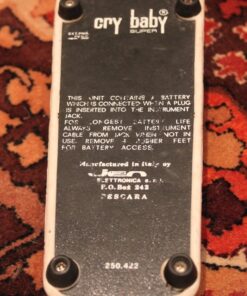 cry baby®
SUPER
THIS UNIT CONTAINS A BATTERY
WHICH IS CONNECTED WHEN A PLUG
IS INSERTED INTO THE INSTRUMENT
JACK.
FOR LONGEST BATTERY LIFE
ALWAYS REMOVE INSTRUMENT
CABLE FROM JACK WHEN NOT IN
USE. REMOVE 4 RUBBER FEET
FOR BATTERY ACCESS.
Manufactured in Italy by
JEN
ELETTRONICA s.r.l.
P.O. Box 242
PESCARA
250.422